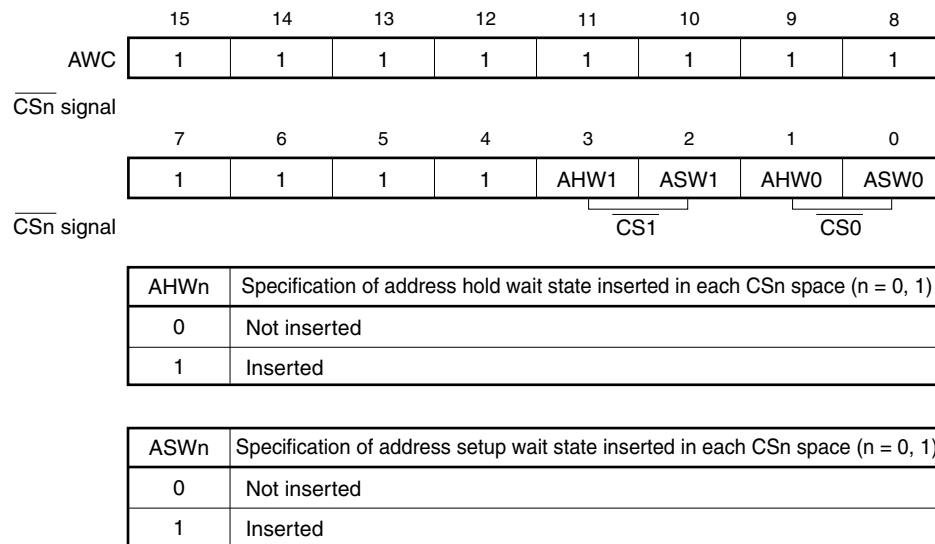 15 14 13 12 11 10 9 8
AWC 1 1 1 1 1 1 1 1
CSn signal
7 6 5 4 3 2 1 0
1 1 1 1 AHW1 ASW1 AHW0 ASW0
CSn signal CS1 CS0
AHWn Specification of address hold wait state inserted in each CSn space (n = 0, 1)
0 Not inserted
1 Inserted
ASWn Specification of address setup wait state inserted in each CSn space (n = 0, 1)
0 Not inserted
1 Inserted